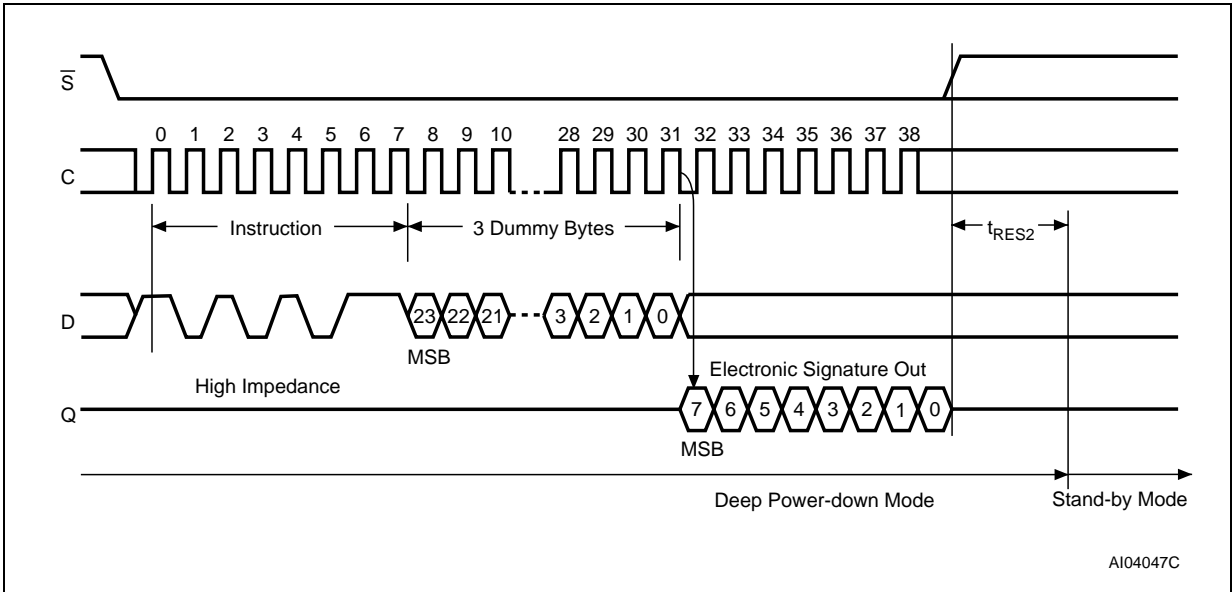 S
0 1 2 3 4 5 6 7 8 9 10 28 29 30 31 32 33 34 35 36 37 38
C
Instruction 3 Dummy Bytes tRES2
D 23 22 21 3 2 1 0
MSB
High Impedance Electronic Signature Out
Q 7 6 5 4 3 2 1 0
MSB
Deep Power-down Mode Stand-by Mode
AI04047C